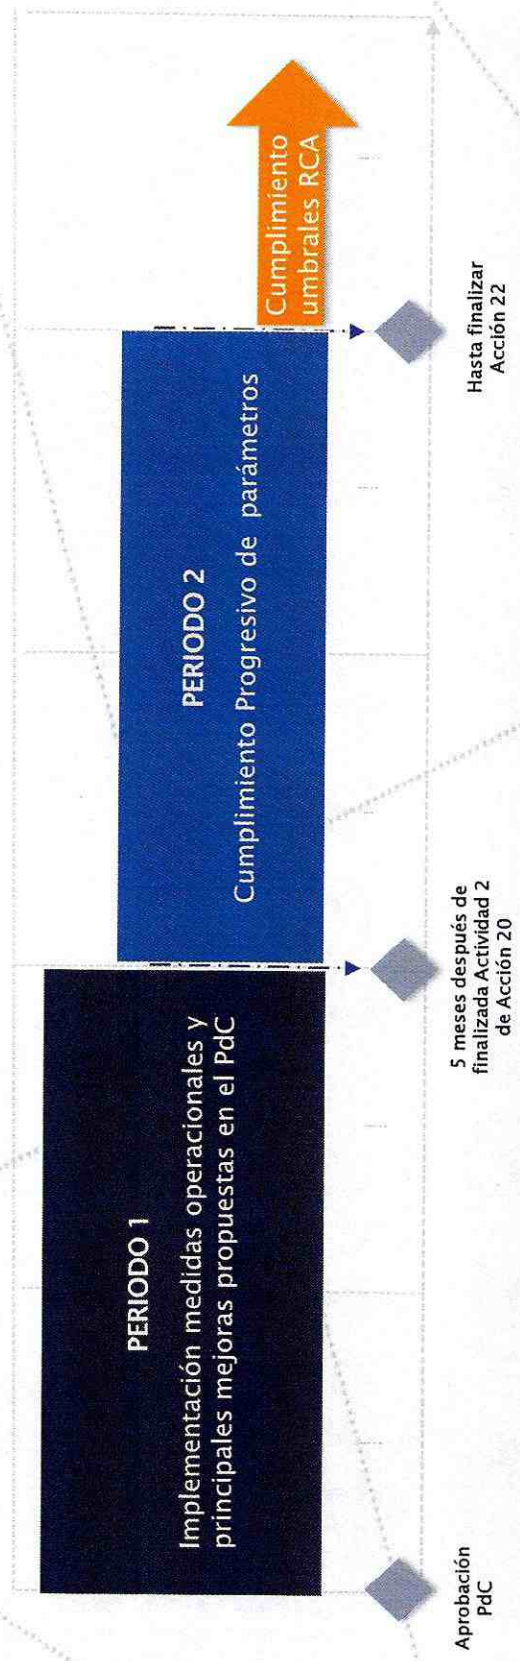 PERIODO 1
Implementación medidas operacionales y
principales mejoras propuestas en el PdC
PERIODO 2
Cumplimiento Progresivo de parámetros
Cumplimiento
umbrales RCA
Aprobación
PdC
5 meses después de
finalizada Actividad 2
de Acción 20
Hasta finalizar
Acción 22